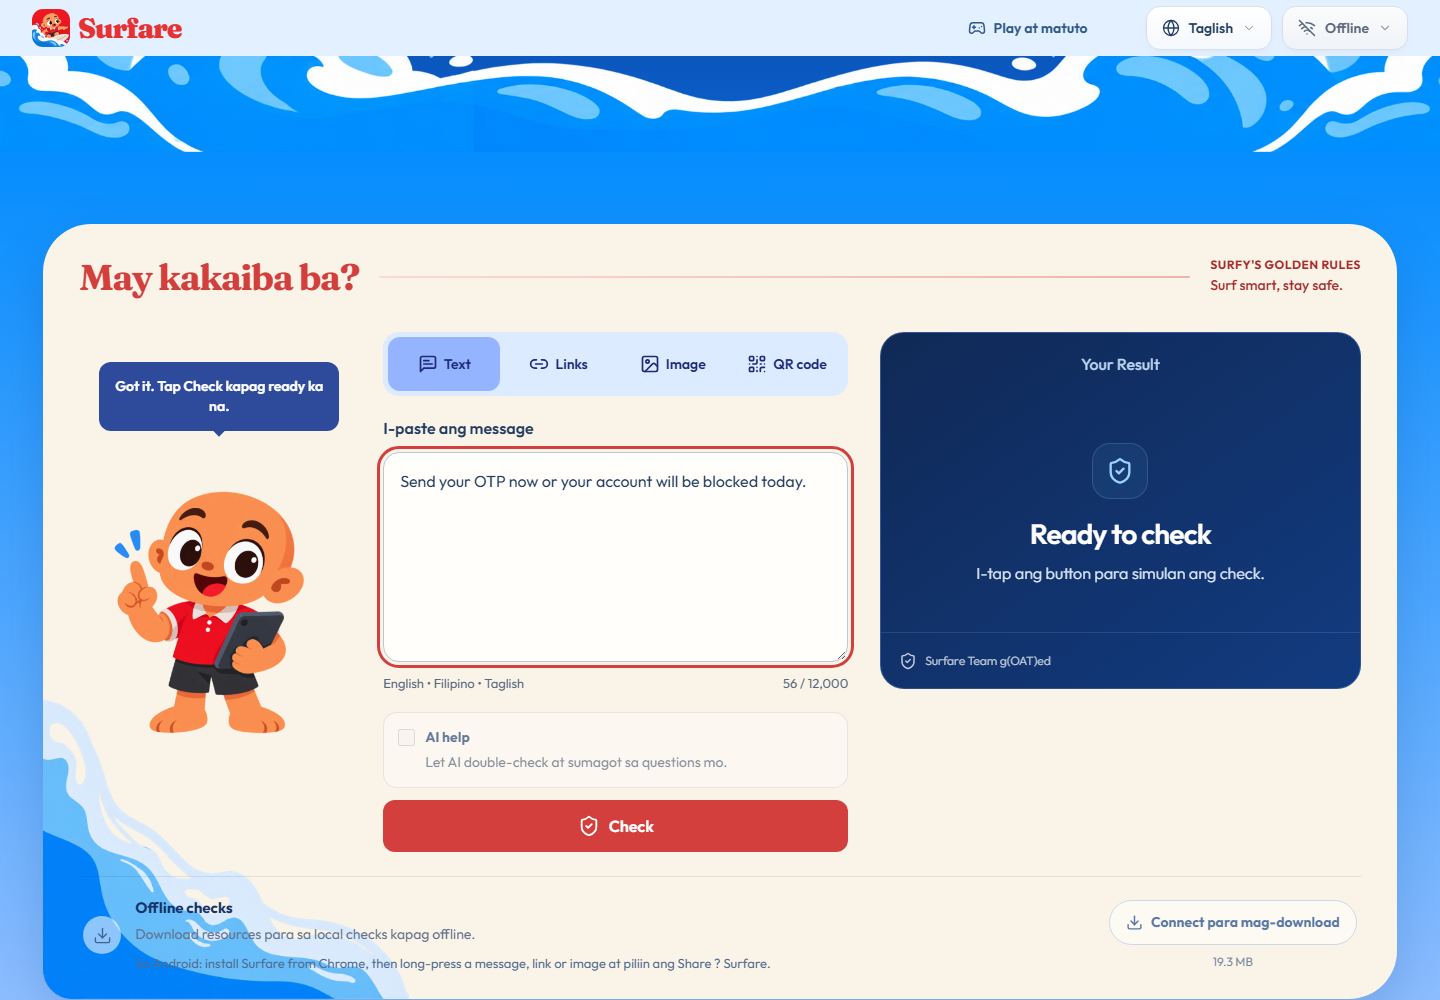 Surfare
Play at matuto
Taglish
Offline
May kakaiba ba?
SURFY'S GOLDEN RULES
Surf smart, stay safe.
Got it. Tap Check kapag ready ka
na.
Text
Links
Image
QR code
I-paste ang message
Send your OTP now or your account will be blocked today.
English • Filipino • Taglish
56 / 12,000
AI help
Let AI double-check at sumagot sa questions mo.
Check
Your Result
Ready to check
I-tap ang button para simulan ang check.
Surfare Team g(OAT)ed
Offline checks
Download resources para sa local checks kapag offline.
Android: install Surfare from Chrome, then long-press a message, link or image at piliin ang Share ? Surfare.
Connect para mag-download
19.3 MB